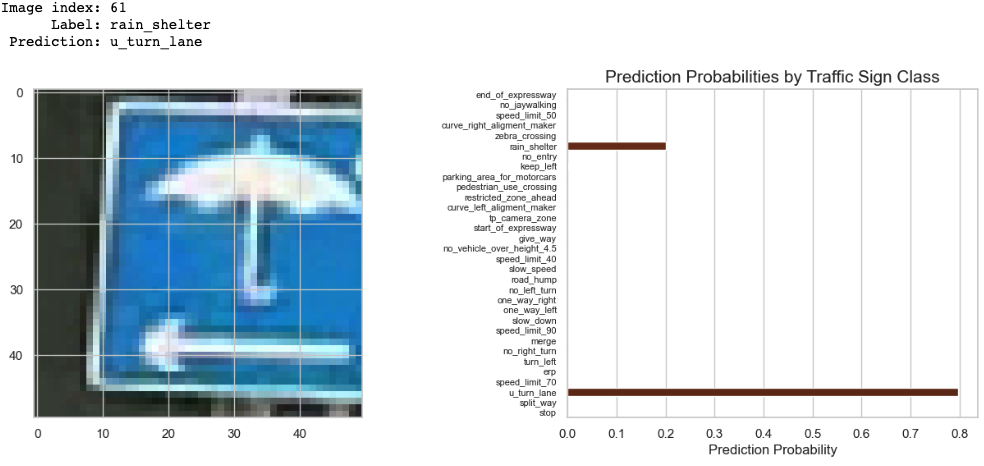 Image index: 61
Label: rain_shelter
Prediction: u_turn_lane
Prediction Probabilities by Traffic Sign Class
0
10
20
30
40
0
10
20
30
40
end_of_expressway
no_jaywalking
speed_limit_50
curve_right_aligment_maker
zebra_crossing
rain_shelter
no_entry
keep_left
parking_area_for_motorcars
pedestrian_use_crossing
restricted_zone_ahead
curve_left_aligment_maker
tp_camera_zone
start_of_expressway
give_way
no_vehicle_over_height_4.5
speed_limit_40
slow_speed
road_hump
no_left_turn
one_way_right
one_way_left
slow_down
speed_limit_90
merge
no_right_turn
turn_left
erp
speed_limit_70
u_turn_lane
split_way
stop
0.0
0.1
0.2
0.3
0.4
0.5
0.6
0.7
0.8
Prediction Probability